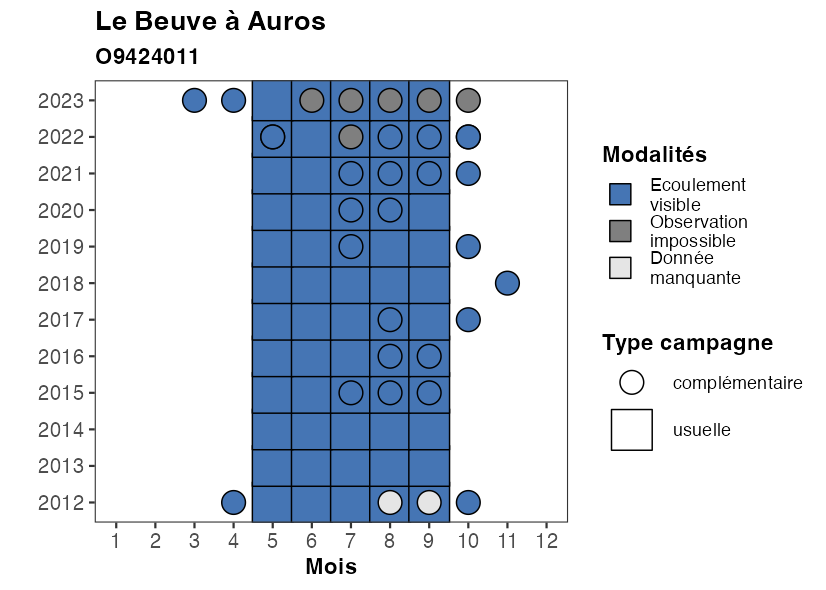 Le Beuve à Auros
O9424011
2023
2022
2021
2020
2019
2018
2017
2016
2015
2014
2013
2012
1 2 3 4 5 6 7 8 9 10 11 12
Mois
Modalités
Ecoulement
visible
Observation
impossible
Donnée
manquante
Type campagne
complémentaire
usuelle